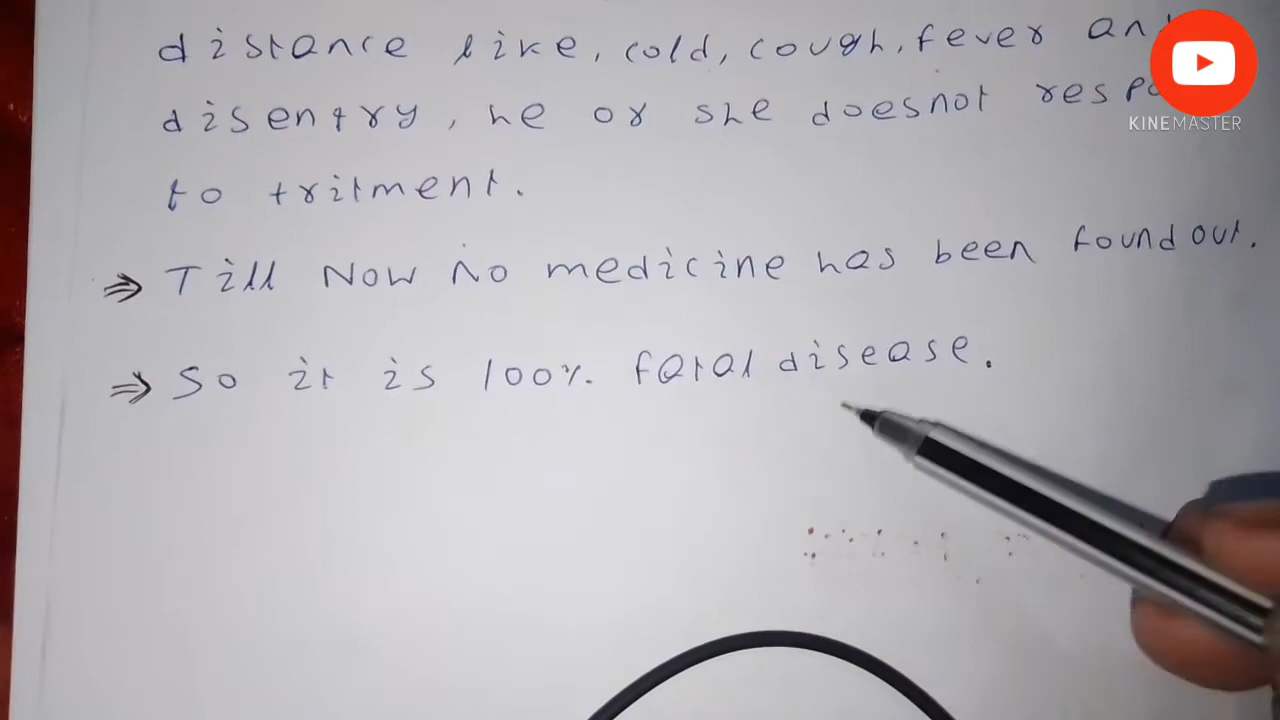 distance like, cold, cough, fever an
disentry, he or she doesnot resp
to tritment.
⇒ Till Now no medicine has been found out.
⇒ So it is 100% fatal disease.
KINEMASTER